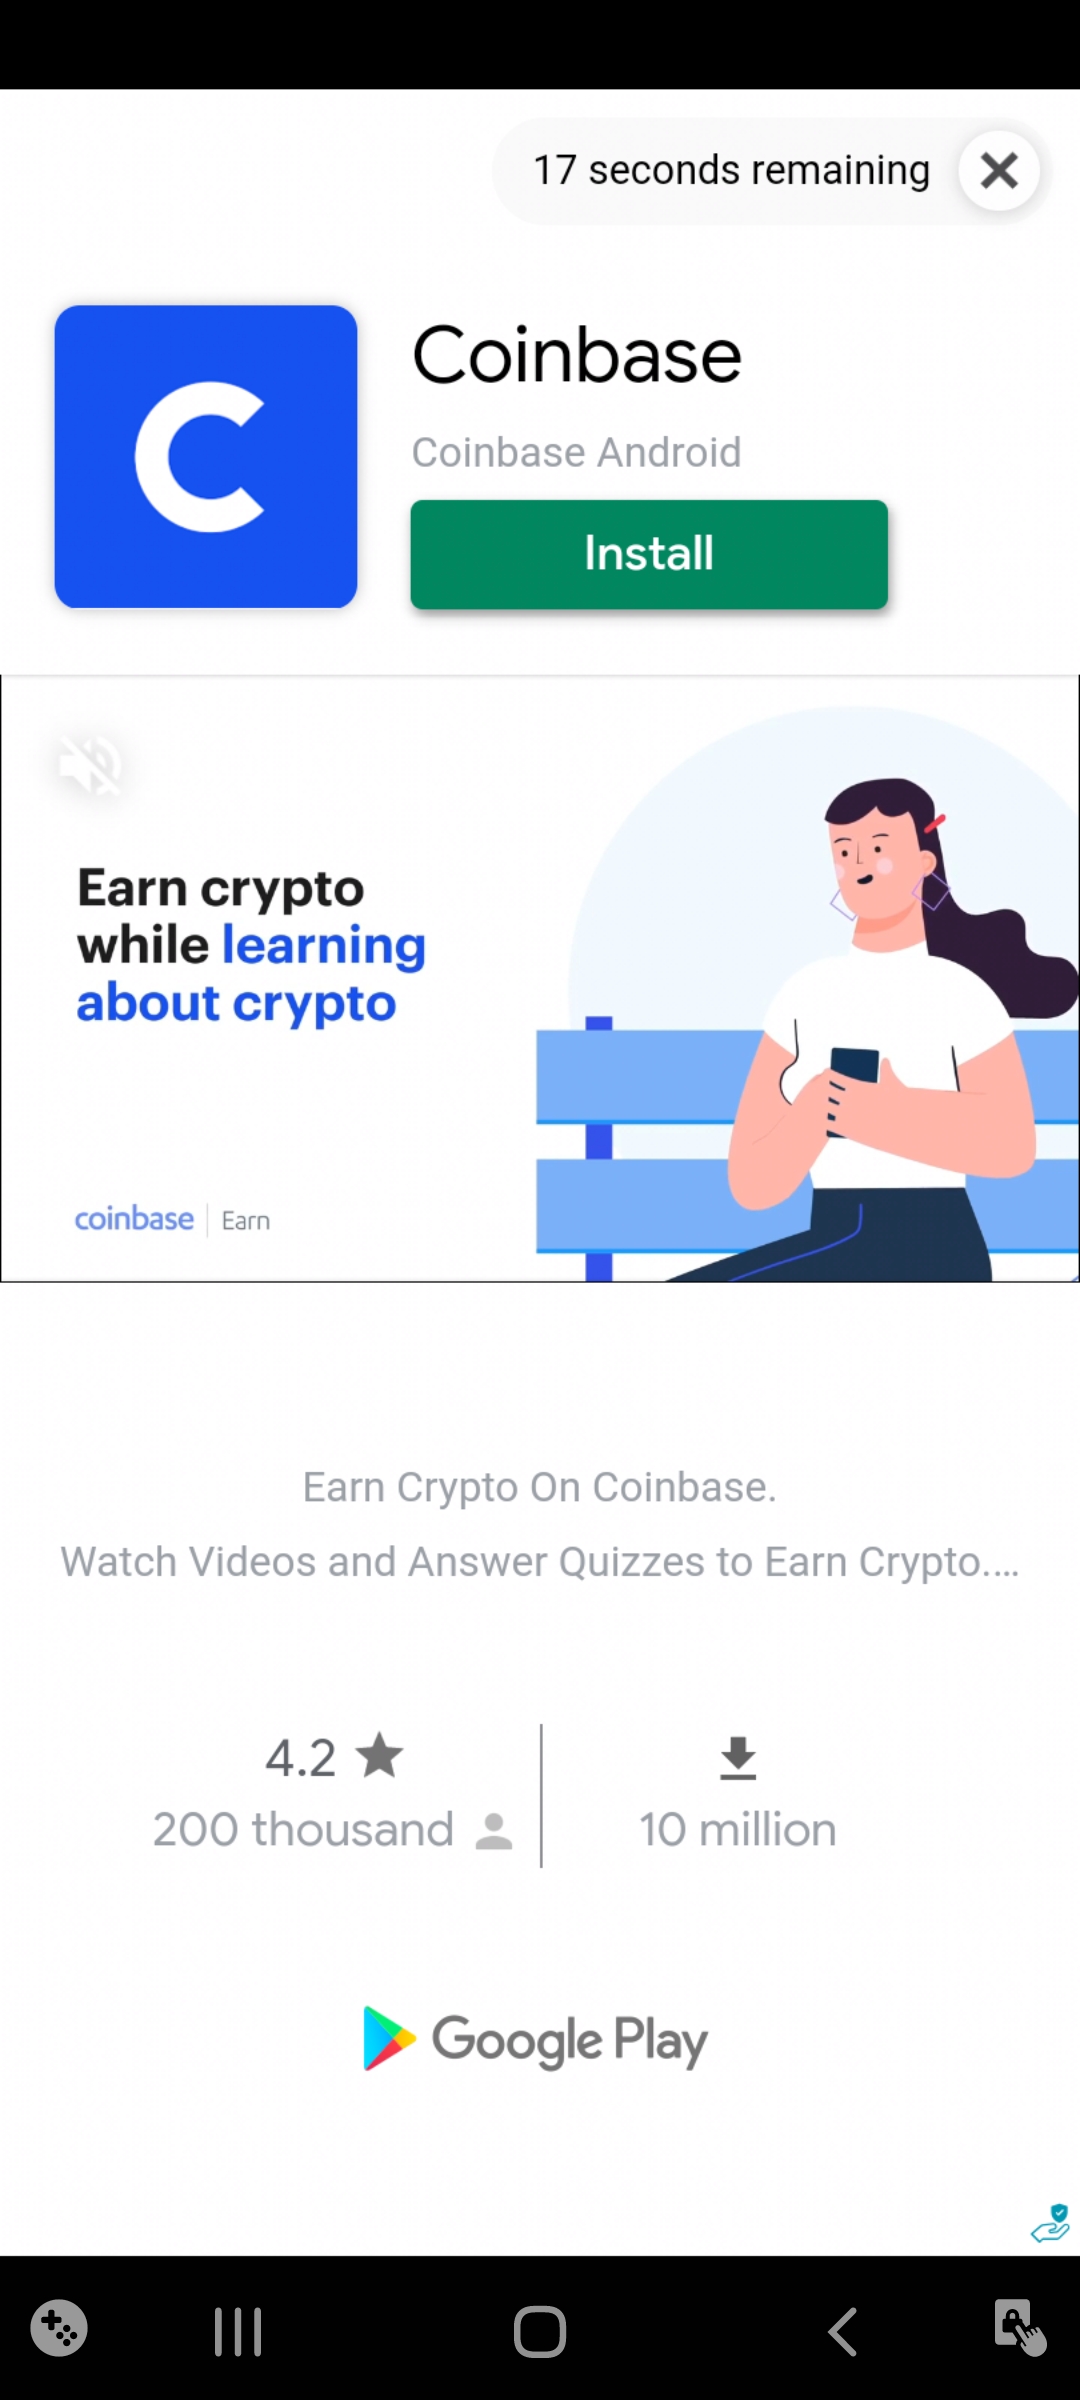 17 seconds remaining
Coinbase
Coinbase Android
Install
Earn crypto
while learning
about crypto
coinbase | Earn
Earn Crypto On Coinbase.
Watch Videos and Answer Quizzes to Earn Crypto....
4.2
200 thousand
10 million
Google Play